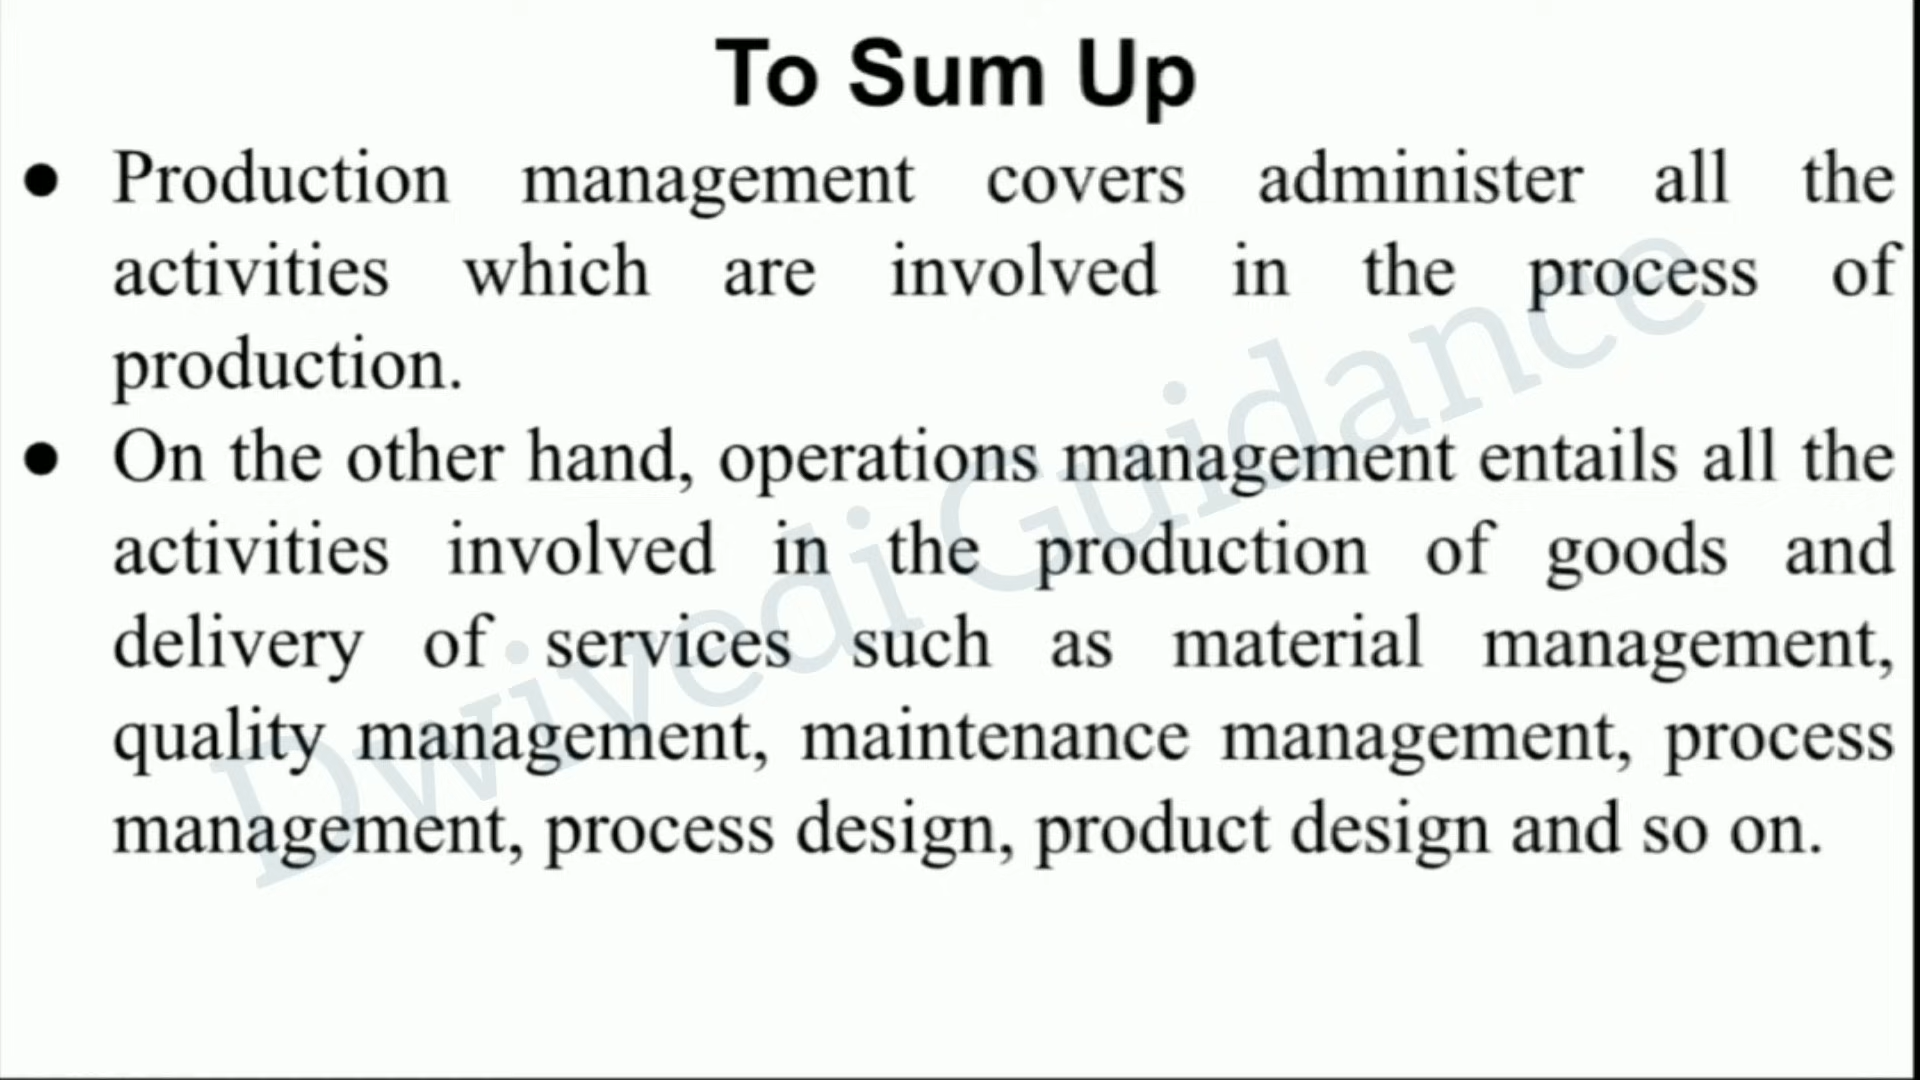 To Sum Up
● Production management covers administer all the
activities which are involved in the process of
production.
● On the other hand, operations management entails all the
activities involved in the production of goods and
delivery of services such as material management,
quality management, maintenance management, process
management, process design, product design and so on.
Dwivedi Guidance